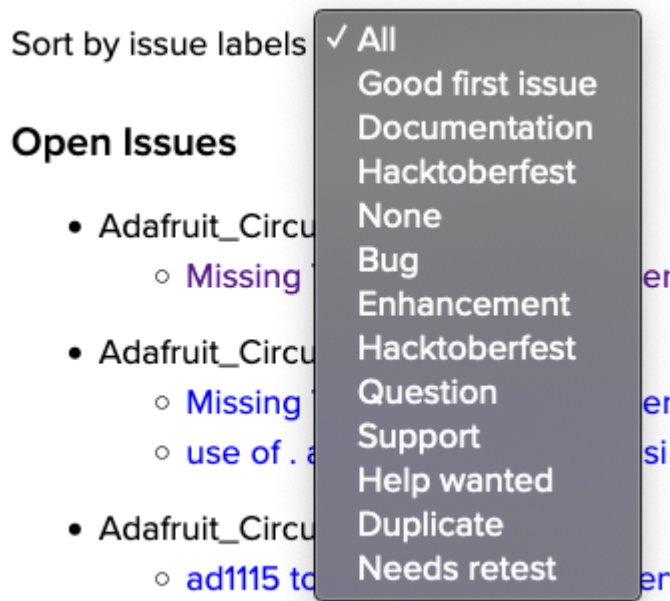 Sort by issue labels ✓ All
Good first issue
Documentation
Open Issues
Hacktoberfest
None
• Adafruit_Circu
Bug
○ Missing
Enhancement
Hacktoberfest
• Adafruit_Circu
Question
○ Missing
Support
○ use of . a
Help wanted
Duplicate
• Adafruit_Circu
Needs retest
○ ad1115 to